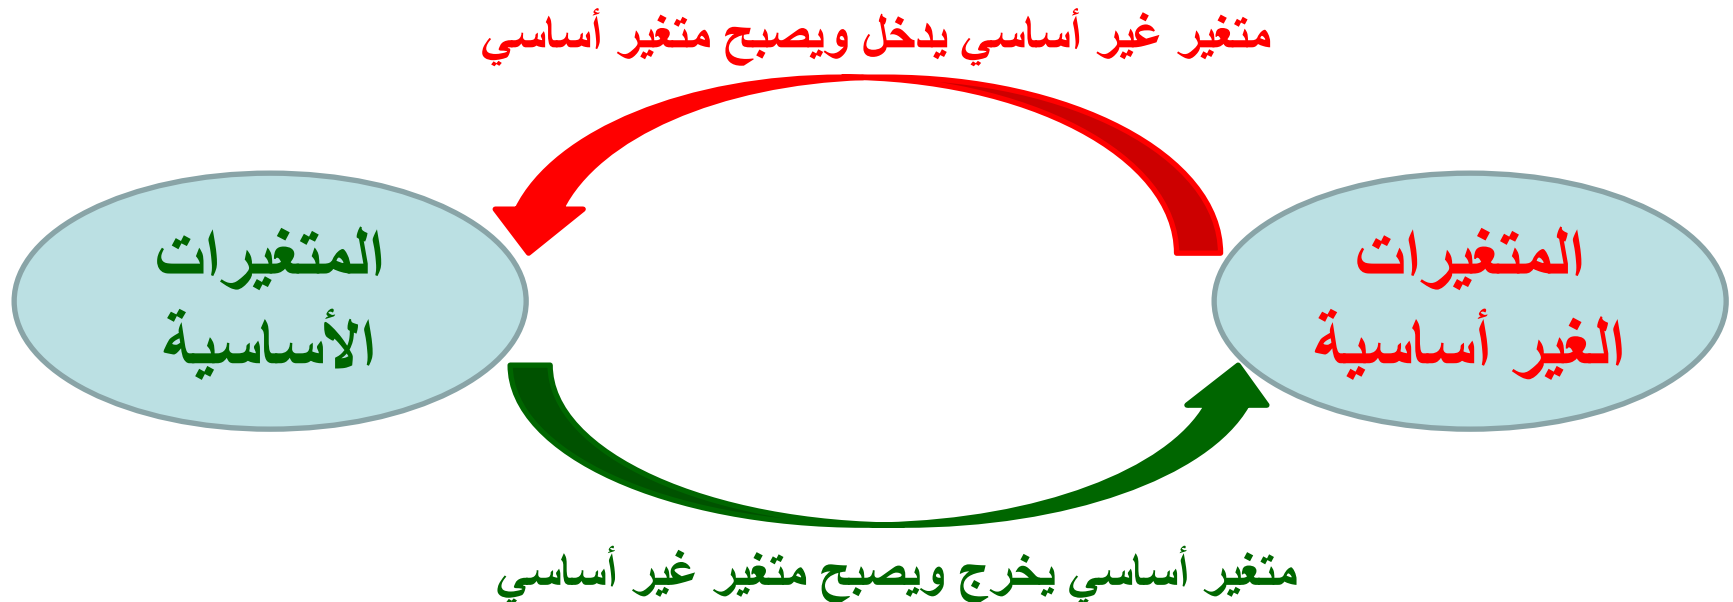 متغير غير أساسي يدخل ويصبح متغير أساسي
المتغيرات
الغير أساسية
المتغيرات
الأساسية
متغير أساسي يخرج ويصبح متغير غير أساسي